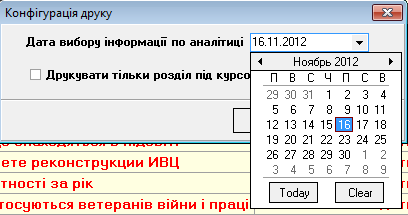 Конфігурація друку
Дата вибору інформації по аналітиці 16.11.2012
Друкувати тільки розділ під курсо
Ноябрь 2012
П В С Ч П С В
29 30 31 1 2 3 4
5 6 7 8 9 10 11
12 13 14 15 16 17 18
19 20 21 22 23 24 25
26 27 28 29 30 1 2
3 4 5 6 7 8 9
Today Clear
ете реконструкции ИВЦ
тності за рік
тосуються ветеранів війни і праці